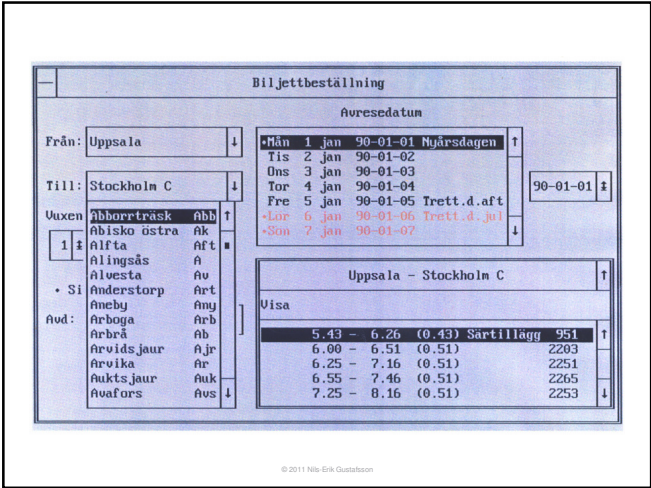 Biljettbeställning
Avresedatum
Från: Uppsala
•Mån 1 jan 90-01-01 Nyårsdagen
Tis 2 jan 90-01-02
Ons 3 jan 90-01-03
Tor 4 jan 90-01-04
Fre 5 jan 90-01-05 Trett.d.aft
•Lör 6 jan 90-01-06 Trett.d.jul
•Sön 7 jan 90-01-07
90-01-01
Till: Stockholm C
Vuxen
1
• Si
Avd:
Abborrträsk Abb
Abisko östra Ak
Alfta Aft
Alingsås A
Alvesta Av
Anderstorp Art
Aneby Any
Arboga Arb
Arbrå Ab
Arvidsjaur Ajr
Arvika Ar
Auktsjaur Auk
Avafors Avs
Uppsala - Stockholm C
Visa
5.43 - 6.26 (0.43) Särtillägg 951
6.00 - 6.51 (0.51) 2203
6.25 - 7.16 (0.51) 2251
6.55 - 7.46 (0.51) 2265
7.25 - 8.16 (0.51) 2253
© 2011 Nils-Erik Gustafsson